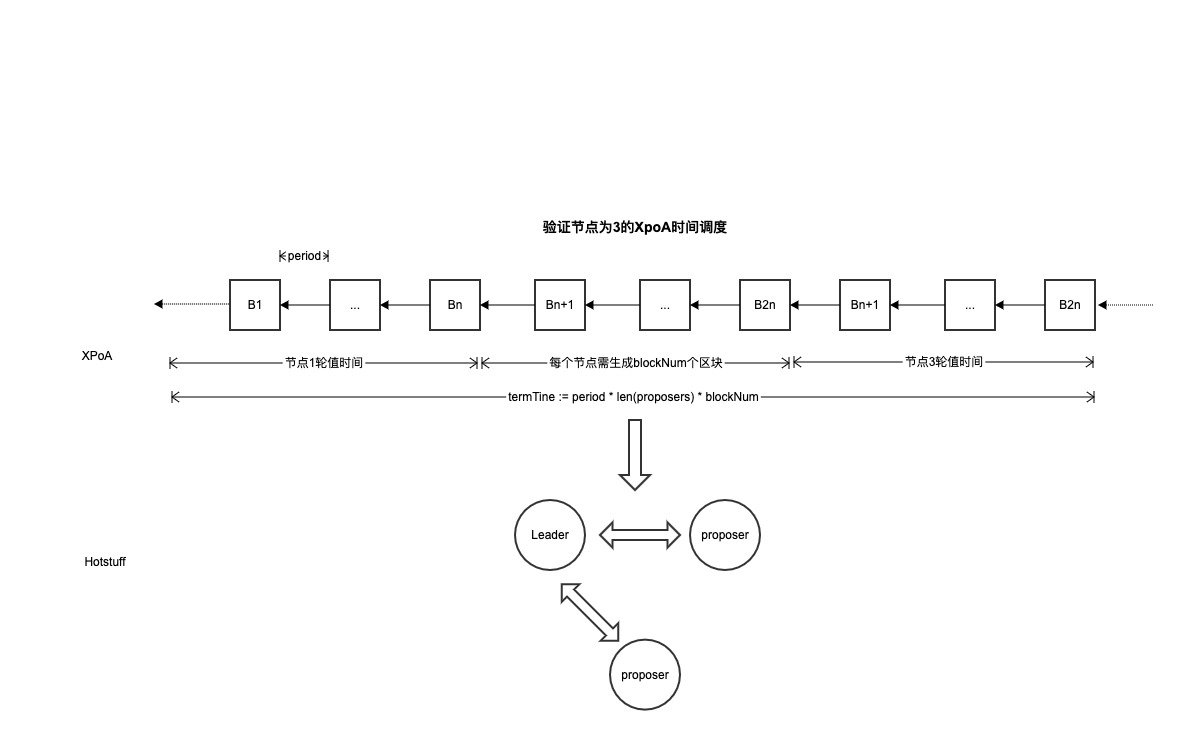 验证节点为3的XpoA时间调度
period
B1
...
Bn
Bn+1
...
B2n
Bn+1
...
B2n
XPoA
节点1轮值时间
每个节点需生成blockNum个区块
节点3轮值时间
termTine := period * len(proposers) * blockNum
Leader
proposer
Hotstuff
proposer